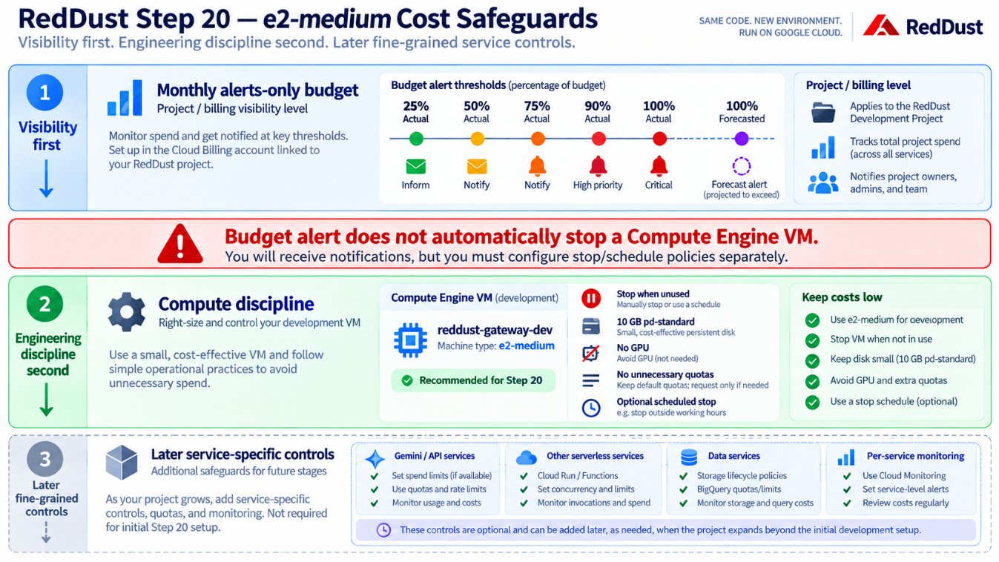 RedDust Step 20 — e2-medium Cost Safeguards
Visibility first. Engineering discipline second. Later fine-grained service controls.
SAME CODE. NEW ENVIRONMENT.
RUN ON GOOGLE CLOUD.
RedDust
1
Visibility
first
Monthly alerts-only budget
Project / billing visibility level
Monitor spend and get notified at key thresholds.
Set up in the Cloud Billing account linked to
your RedDust project.
Budget alert thresholds (percentage of budget)
25% 50% 75% 90% 100% 100%
Actual Actual Actual Actual Actual Forecasted
Inform Notify Notify High priority Critical Forecast alert
(projected to exceed)
Project / billing level
Applies to the RedDust
Development Project
Tracks total project spend
(across all services)
Notifies project owners,
admins, and team
Budget alert does not automatically stop a Compute Engine VM.
You will receive notifications, but you must configure stop/schedule policies separately.
2
Engineering
discipline
second
Compute discipline
Right-size and control your development VM
Use a small, cost-effective VM and follow
simple operational practices to avoid
unnecessary spend.
Compute Engine VM (development)
reddust-gateway-dev
Machine type: e2-medium
Recommended for Step 20
Stop when unused
Manually stop or use a schedule
10 GB pd-standard
Small, cost-effective persistent disk
No GPU
Avoid GPU (not needed)
No unnecessary quotas
Keep default quotas; request only if needed
Optional scheduled stop
e.g. stop outside working hours
Keep costs low
Use e2-medium for development
Stop VM when not in use
Keep disk small (10 GB pd-standard)
Avoid GPU and extra quotas
Use a stop schedule (optional)
3
Later
fine-grained
controls
Later service-specific controls
Additional safeguards for future stages
As your project grows, add service-specific
controls, quotas, and monitoring. Not required
for initial Step 20 setup.
Gemini / API services
Set spend limits (if available)
Use quotas and rate limits
Monitor usage and costs
Other serverless services
Cloud Run / Functions
Set concurrency and limits
Monitor invocations and spend
Data services
Storage lifecycle policies
BigQuery quotas/limits
Monitor storage and query costs
Per-service monitoring
Use Cloud Monitoring
Set service-level alerts
Review costs regularly
These controls are optional and can be added later, as needed, when the project expands beyond the initial development setup.